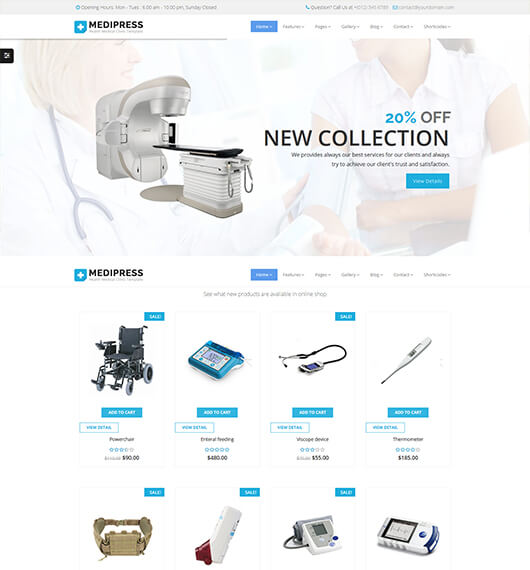 Opening Hours: Mon - Tues : 6.00 am - 10.00 pm, Sunday Closed
Question? Call Us at +(012) 345 6789 contact@yourdomain.com
MEDIPRESS
Health Medical Clinic Template
Home Features Pages Gallery Blog Contact Shortcodes
20% OFF
NEW COLLECTION
We provides always our best services for our clients and always
try to achieve our client's trust and satisfaction.
View Details
MEDIPRESS
Health Medical Clinic Template
Home Features Pages Gallery Blog Contact Shortcodes
See what new products are available in online shop.
SALE!
SALE!
ADD TO CART
ADD TO CART
ADD TO CART
ADD TO CART
VIEW DETAIL
VIEW DETAIL
VIEW DETAIL
VIEW DETAIL
Powerchair
Enteral feeding
Viscope device
Thermometer
$90.00
$480.00
$55.00
$185.00
SALE!
SALE!
SALE!